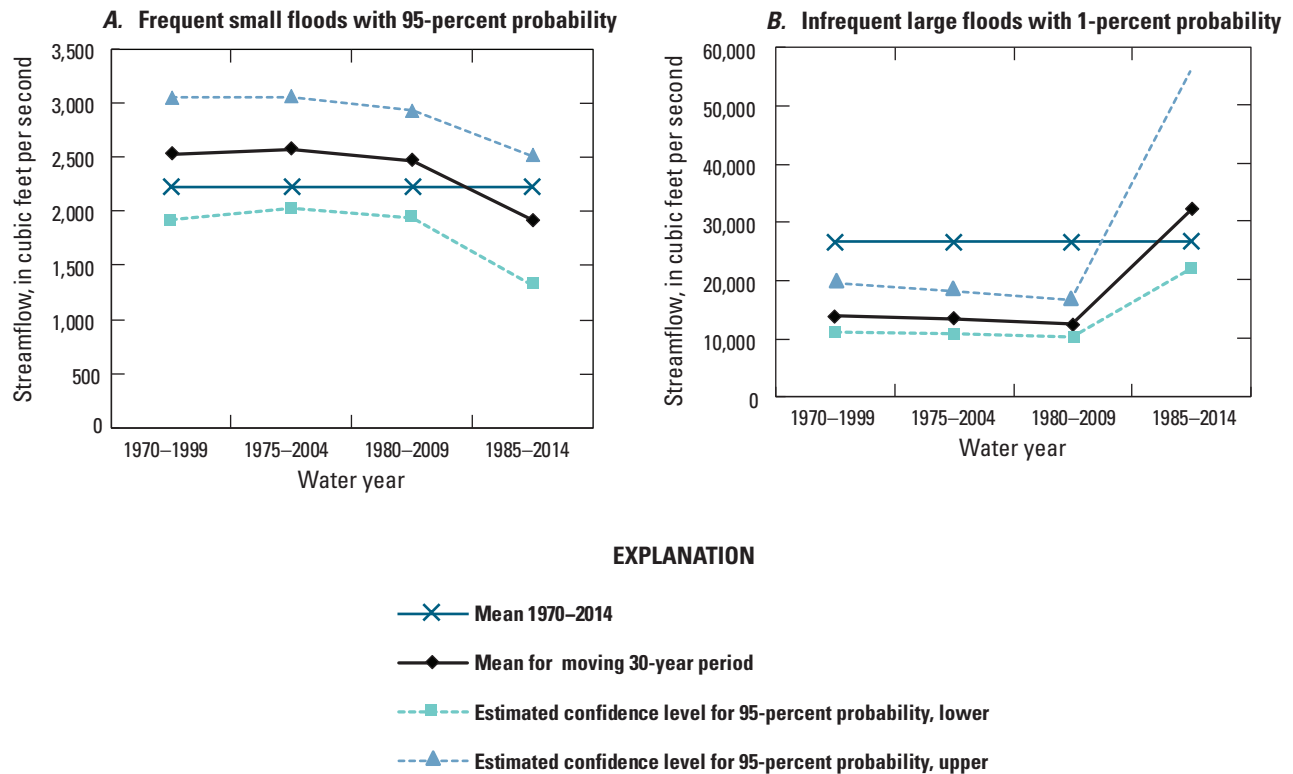 A. Frequent small floods with 95-percent probability
3,500
3,000
2,500
2,000
1,500
1,000
500
0
Streamflow, in cubic feet per second
1970–1999
1975–2004
1980–2009
1985–2014
Water year
B. Infrequent large floods with 1-percent probability
60,000
50,000
40,000
30,000
20,000
10,000
0
Streamflow, in cubic feet per second
1970–1999
1975–2004
1980–2009
1985–2014
Water year
EXPLANATION
Mean 1970–2014
Mean for moving 30-year period
Estimated confidence level for 95-percent probability, lower
Estimated confidence level for 95-percent probability, upper